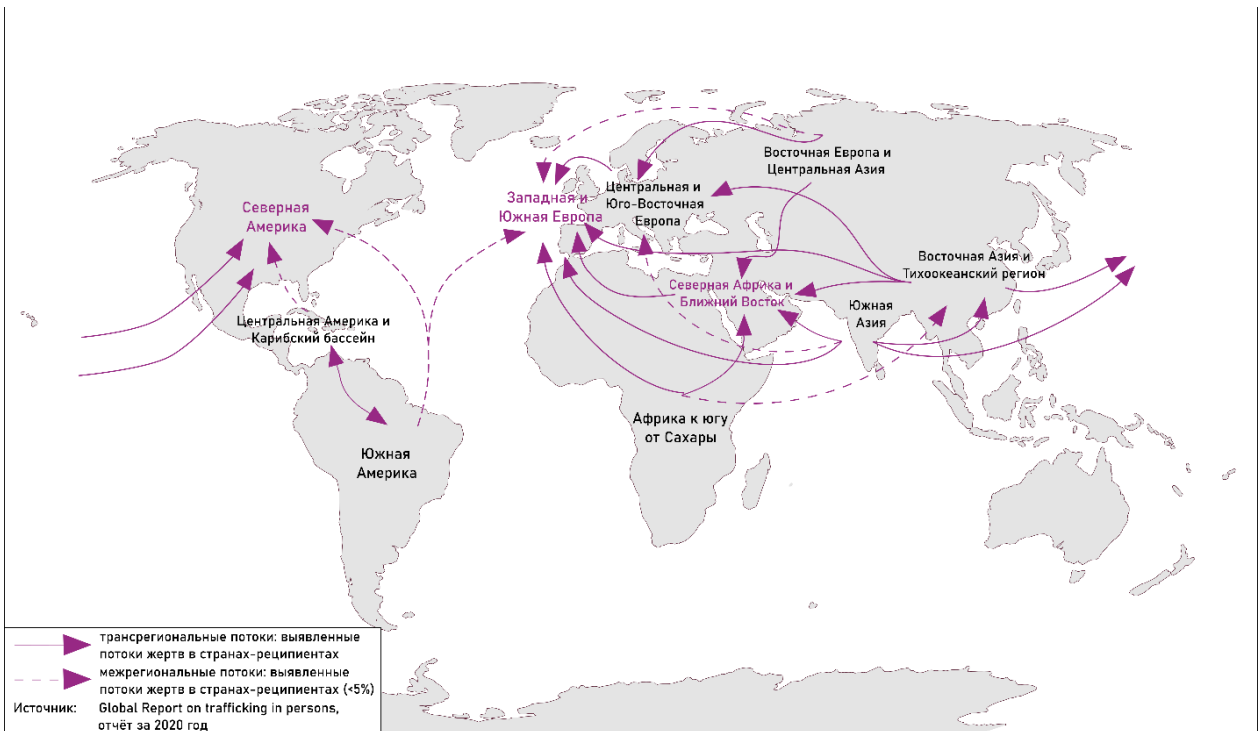 Восточная Европа и
Центральная Азия
Центральная и
Юго-Восточная
Европа
Западная и
Южная Европа
Северная
Америка
Восточная Азия и
Тихоокеанский регион
Северная Африка и
Ближний Восток
Южная
Азия
Центральная Америка и
Карибский бассейн
Африка к югу
от Сахары
Южная
Америка
трансрегиональные потоки: выявленные
потоки жертв в странах-реципиентах
межрегиональные потоки: выявленные
потоки жертв в странах-реципиентах (<5%)
Источник: Global Report on trafficking in persons,
отчёт за 2020 год